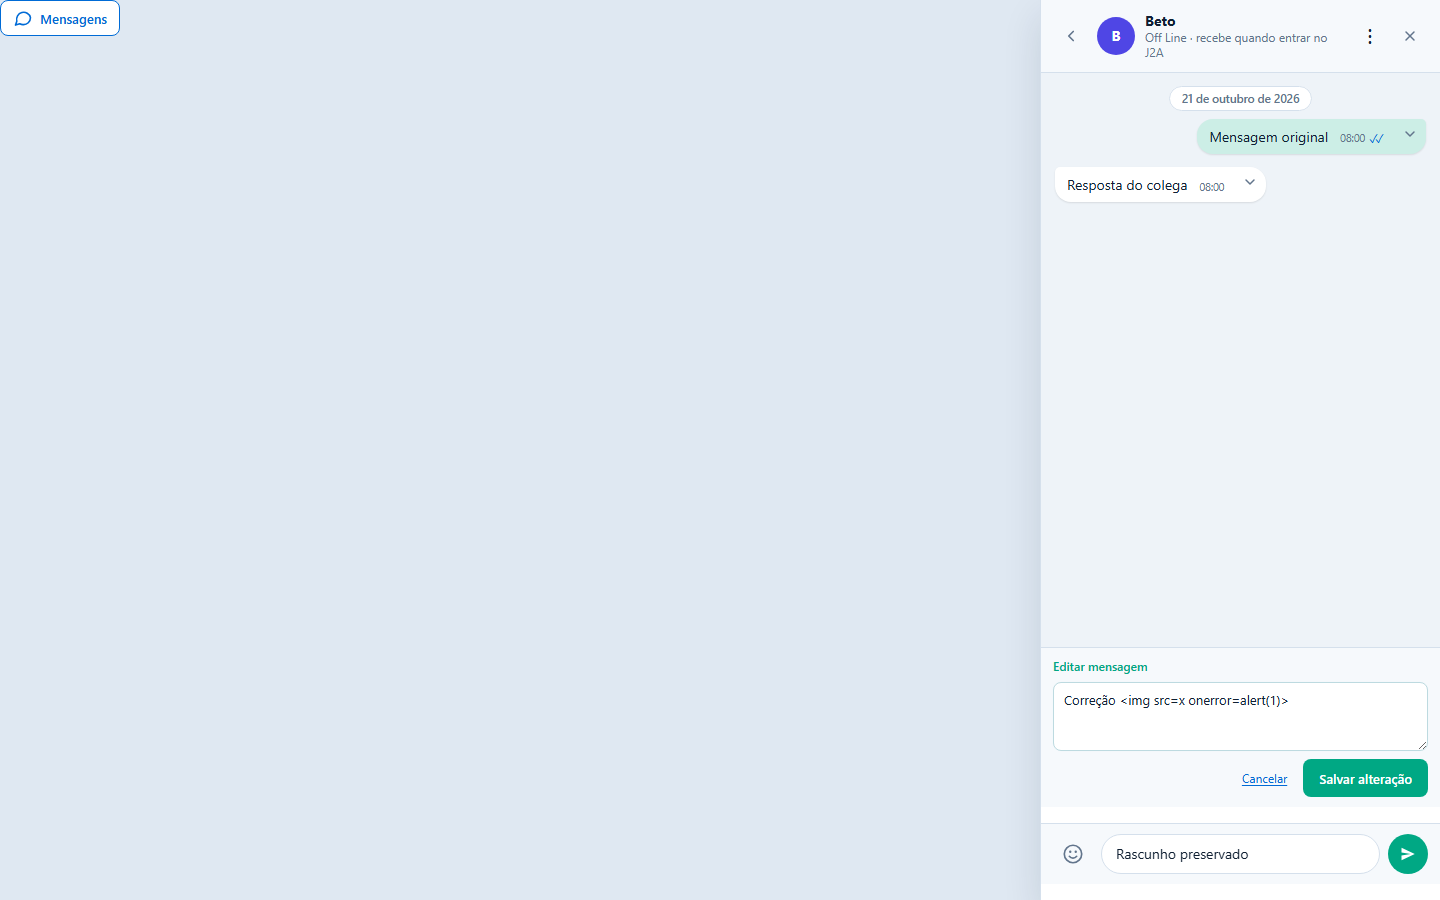 Mensagens
B
Beto
Off Line · recebe quando entrar no
J2A
21 de outubro de 2026
Mensagem original 08:00
Resposta do colega 08:00
Editar mensagem
Correção <img src=x onerror=alert(1)>
Cancelar
Salvar alteração
Rascunho preservado